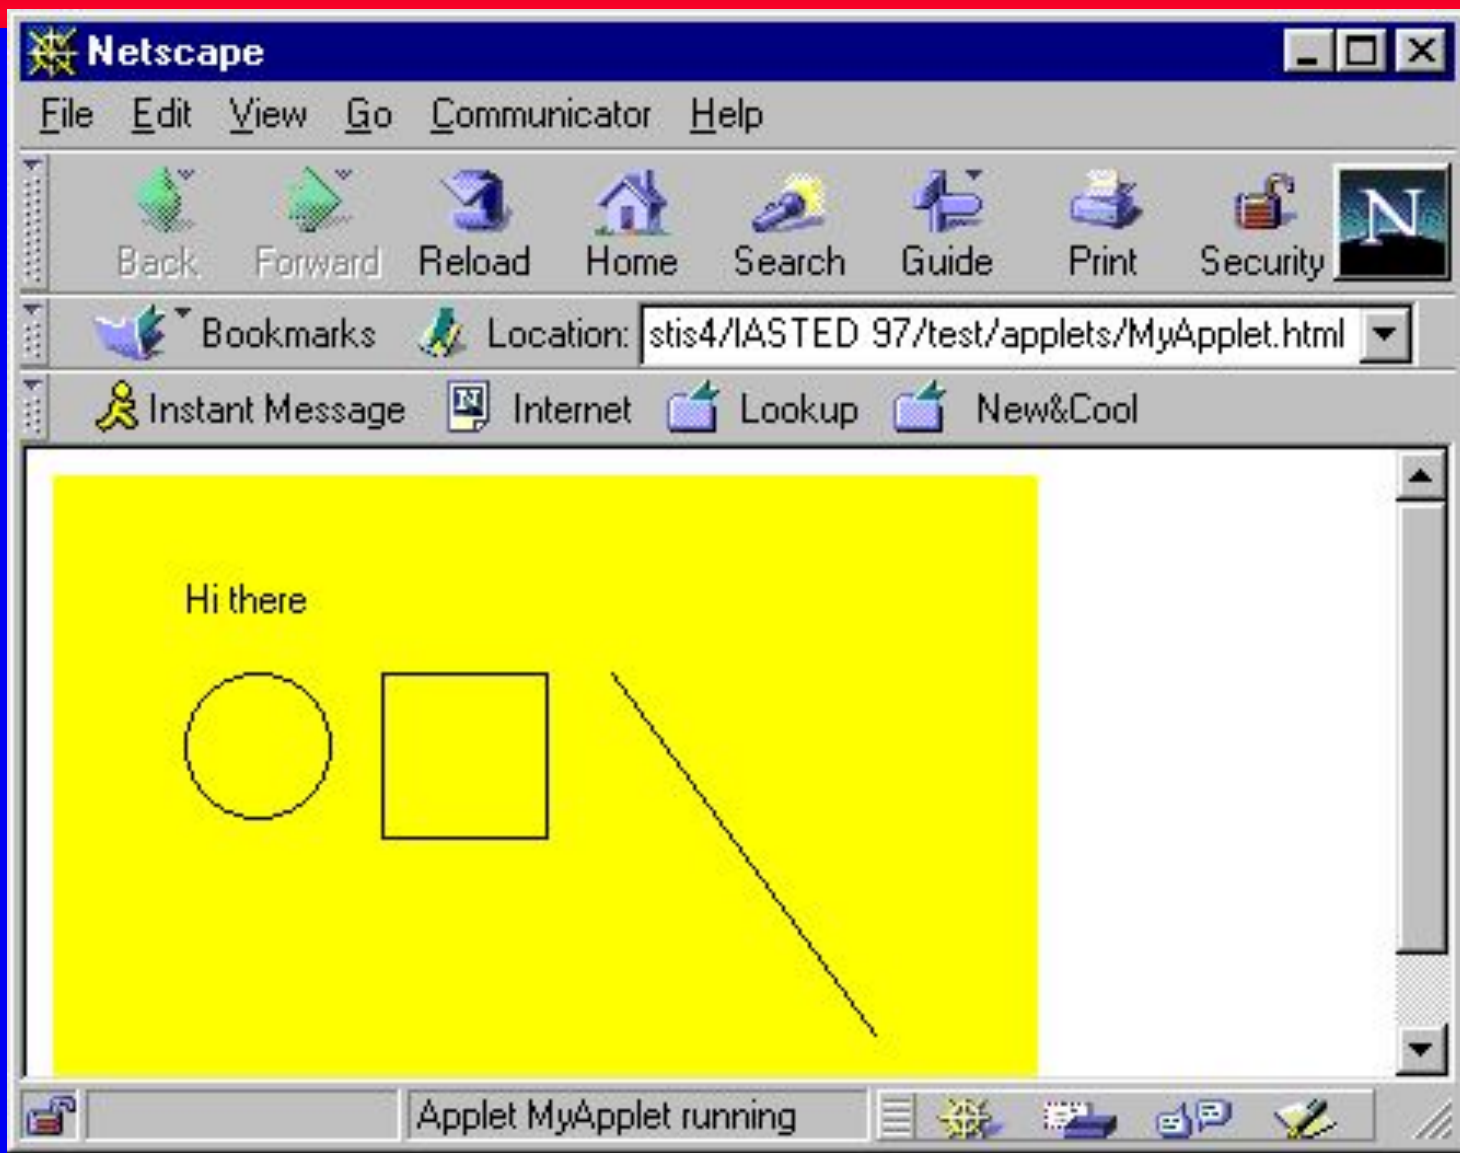 Netscape
File Edit View Go Communicator Help
Back Forward Reload Home Search Guide Print Security N
Bookmarks Location: stis4/IASTED 97/test/applets/MyApplet.html
Instant Message N Internet Lookup New&Cool
Hi there
Applet MyApplet running